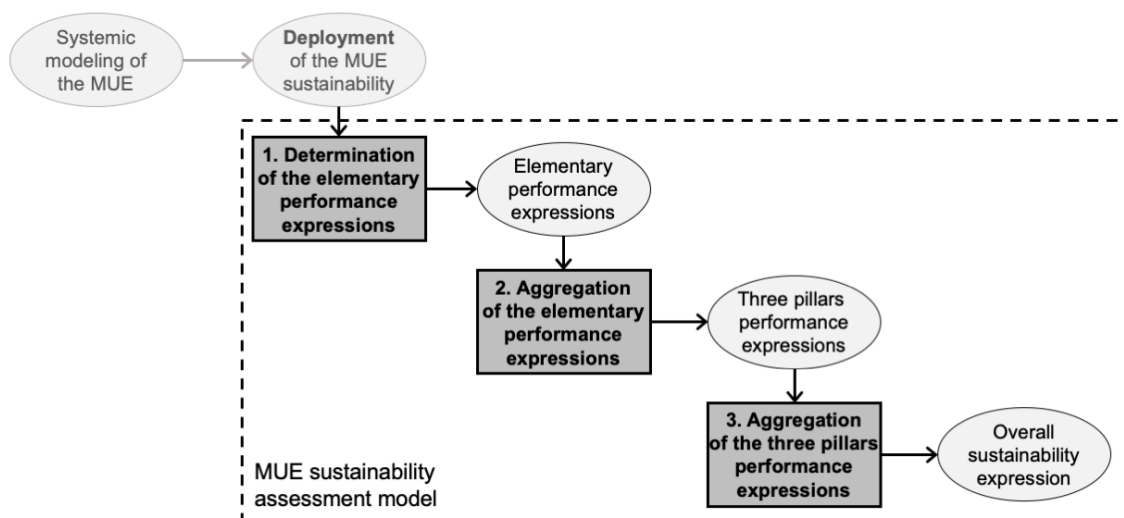 Systemic
modeling of
the MUE
Deployment
of the MUE
sustainability
1. Determination
of the elementary
performance
expressions
Elementary
performance
expressions
2. Aggregation
of the elementary
performance
expressions
Three pillars
performance
expressions
3. Aggregation
of the three pillars
performance
expressions
Overall
sustainability
expression
MUE sustainability
assessment model